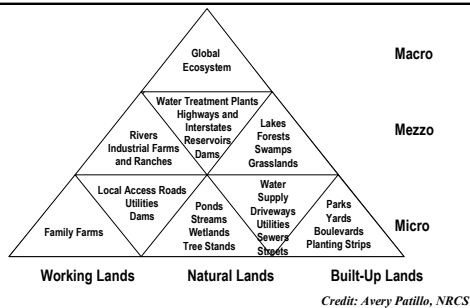 Global
Ecosystem
Macro
Water Treatment Plants
Highways and
Interstates
Reservoirs
Dams
Rivers
Industrial Farms
and Ranches
Lakes
Forests
Swamps
Grasslands
Mezzo
Family Farms
Local Access Roads
Utilities
Dams
Ponds
Streams
Wetlands
Tree Stands
Water
Supply
Driveways
Utilities
Sewers
Streets
Parks
Yards
Boulevards
Planting Strips
Micro
Working Lands
Natural Lands
Built-Up Lands
Credit: Avery Patillo, NRCS